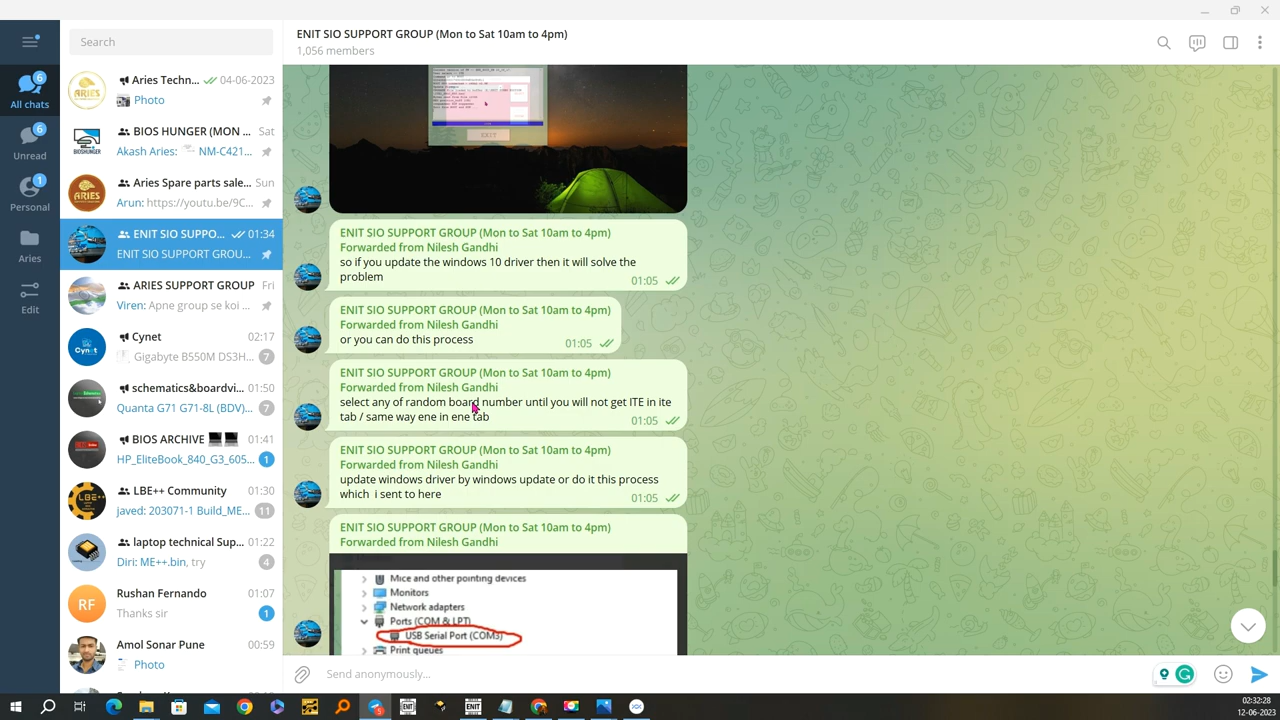 Search
All chats
6
Unread
6
Personal
1
Aries
Edit
Aries Techn... 04-06-2023
Photo
BIOS HUNGER (MON ... Sat
Akash Aries: NM-C421...
Aries Spare parts sale... Sun
Arun: https://youtu.be/9C...
ENIT SIO SUPPO... 01:34
ENIT SIO SUPPORT GROU...
ARIES SUPPORT GROUP Fri
Viren: Apne group se koi ...
Cynet 02:17
Gigabyte B550M DS3H... 7
schematics&boardvi... 01:50
Quanta G71 G71-8L (BDV)... 7
BIOS ARCHIVE 01:41
HP_EliteBook_840_G3_605... 1
LBE++ Community 01:30
javed: 203071-1 Build_ME... 11
laptop technical Sup... 01:22
Diri: ME++.bin, try 4
RF
Rushan Fernando 01:07
Thanks sir 1
Amol Sonar Pune 00:59
Photo
ENIT SIO SUPPORT GROUP (Mon to Sat 10am to 4pm)
1,056 members
EXIT
ENIT SIO SUPPORT GROUP (Mon to Sat 10am to 4pm)
Forwarded from Nilesh Gandhi
so if you update the windows 10 driver then it will solve the
problem 01:05
ENIT SIO SUPPORT GROUP (Mon to Sat 10am to 4pm)
Forwarded from Nilesh Gandhi
or you can do this process 01:05
ENIT SIO SUPPORT GROUP (Mon to Sat 10am to 4pm)
Forwarded from Nilesh Gandhi
select any of random board number until you will not get ITE in ite
tab / same way ene in ene tab 01:05
ENIT SIO SUPPORT GROUP (Mon to Sat 10am to 4pm)
Forwarded from Nilesh Gandhi
update windows driver by windows update or do it this process
which i sent to here 01:05
ENIT SIO SUPPORT GROUP (Mon to Sat 10am to 4pm)
Forwarded from Nilesh Gandhi
Mice and other pointing devices
Monitors
Network adapters
Ports (COM & LPT)
USB Serial Port (COM3)
Print queues
Send anonymously...
02:32:28
12-06-2023